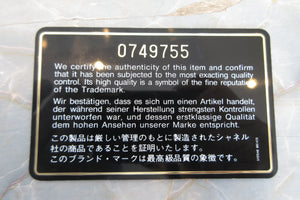 0749755
We certify the authenticity of this item and confirm
that it has been subjected to the most exacting quality
control. Its high quality is a symbol of the fine reputation
of the Trademark.
Wir bestätigen, dass es sich um einen Artikel handelt,
der während seiner Herstellung strengsten Kontrollen
unterworfen war, und dessen erstklassige Qualität
dem hohen Ansehen unserer Marke entspricht.
この製品は厳しい管理のもとに製造されたシャネル
社の商品であることを証明いたします。
このブランド・マークは最高級品質の象徴です。